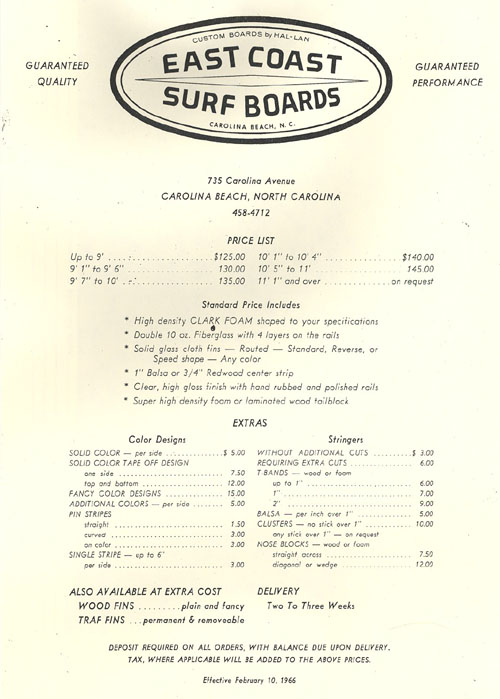 CUSTOM BOARDS by HAL-LAN
EAST COAST
SURF BOARDS
CAROLINA BEACH, N. C.
GUARANTEED
QUALITY
GUARANTEED
PERFORMANCE
735 Carolina Avenue
CAROLINA BEACH, NORTH CAROLINA
458-4712
PRICE LIST
Up to 9' . . . . . . . . . . . . . . . . . $125.00 10' 1" to 10' 4" . . . . . . . . . . . . . $140.00
9' 1" to 9' 6" . . . . . . . . . . . . . . . 130.00 10' 5" to 11' . . . . . . . . . . . . . . . 145.00
9' 7" to 10' . . . . . . . . . . . . . . . . 135.00 11' 1" and over . . . . . . . . . . . on request
Standard Price Includes
* High density CLARK FOAM shaped to your specifications
* Double 10 oz. Fiberglass with 4 layers on the rails
* Solid glass cloth fins — Routed — Standard, Reverse, or
Speed shape — Any color
* 1" Balsa or 3/4" Redwood center strip
* Clear, high gloss finish with hand rubbed and polished rails
* Super high density foam or laminated wood tailblock
EXTRAS
Color Designs
SOLID COLOR — per side . . . . . . . . . . . $ 5.00
SOLID COLOR TAPE OFF DESIGN
one side . . . . . . . . . . . . . . . . . . 7.50
top and bottom . . . . . . . . . . . . . . . 12.00
FANCY COLOR DESIGNS . . . . . . . . . . . . 15.00
ADDITIONAL COLORS — per side . . . . . . . . 5.00
PIN STRIPES
straight . . . . . . . . . . . . . . . . . . 1.50
curved . . . . . . . . . . . . . . . . . . . 3.00
on color . . . . . . . . . . . . . . . . . . 3.00
SINGLE STRIPE — up to 6"
per side . . . . . . . . . . . . . . . . . . 3.00
Stringers
WITHOUT ADDITIONAL CUTS . . . . . . . . . . $ 3.00
REQUIRING EXTRA CUTS . . . . . . . . . . . . 6.00
T-BANDS — wood or foam
up to 1" . . . . . . . . . . . . . . . . . . 6.00
1" . . . . . . . . . . . . . . . . . . . . . 7.00
2" . . . . . . . . . . . . . . . . . . . . . 9.00
BALSA — per inch over 1" . . . . . . . . . . 5.00
CLUSTERS — no stick over 1" . . . . . . . . 10.00
any stick over 1" — on request
NOSE BLOCKS — wood or foam
straight across . . . . . . . . . . . . . . 7.50
diagonal or wedge . . . . . . . . . . . . . 12.00
ALSO AVAILABLE AT EXTRA COST
WOOD FINS . . . . . . . . . plain and fancy
TRAF FINS . . . permanent & removeable
DELIVERY
Two To Three Weeks
DEPOSIT REQUIRED ON ALL ORDERS, WITH BALANCE DUE UPON DELIVERY.
TAX, WHERE APPLICABLE WILL BE ADDED TO THE ABOVE PRICES.
Effective February 10, 1966